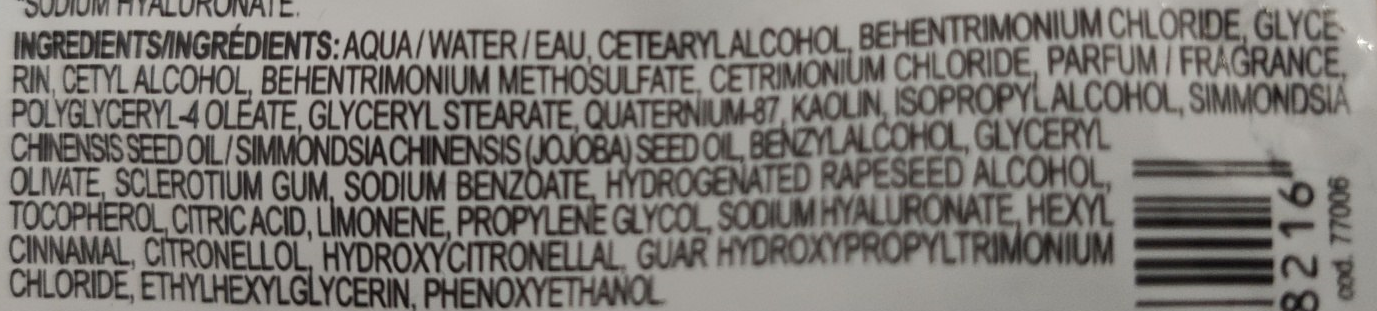 *SODIUM HYALURONATE.
INGREDIENTS/INGRÉDIENTS: AQUA / WATER / EAU, CETEARYL ALCOHOL, BEHENTRIMONIUM CHLORIDE, GLYCE-
RIN, CETYL ALCOHOL, BEHENTRIMONIUM METHOSULFATE, CETRIMONIUM CHLORIDE, PARFUM / FRAGRANCE,
POLYGLYCERYL-4 OLEATE, GLYCERYL STEARATE, QUATERNIUM-87, KAOLIN, ISOPROPYL ALCOHOL, SIMMONDSIA
CHINENSIS SEED OIL / SIMMONDSIA CHINENSIS (JOJOBA) SEED OIL, BENZYL ALCOHOL, GLYCERYL
OLIVATE, SCLEROTIUM GUM, SODIUM BENZOATE, HYDROGENATED RAPESEED ALCOHOL,
TOCOPHEROL, CITRIC ACID, LIMONENE, PROPYLENE GLYCOL, SODIUM HYALURONATE, HEXYL
CINNAMAL, CITRONELLOL, HYDROXYCITRONELLAL, GUAR HYDROXYPROPYLTRIMONIUM
CHLORIDE, ETHYLHEXYLGLYCERIN, PHENOXYETHANOL.
8216
cod. 77006